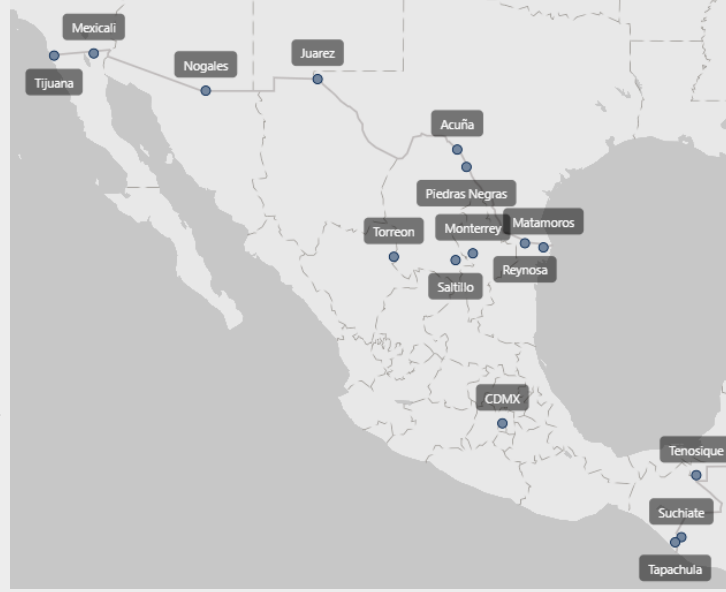 Mexicali
Tijuana
Nogales
Juarez
Acuña
Piedras Negras
Torreon
Monterrey
Matamoros
Reynosa
Saltillo
CDMX
Tenosique
Suchiate
Tapachula